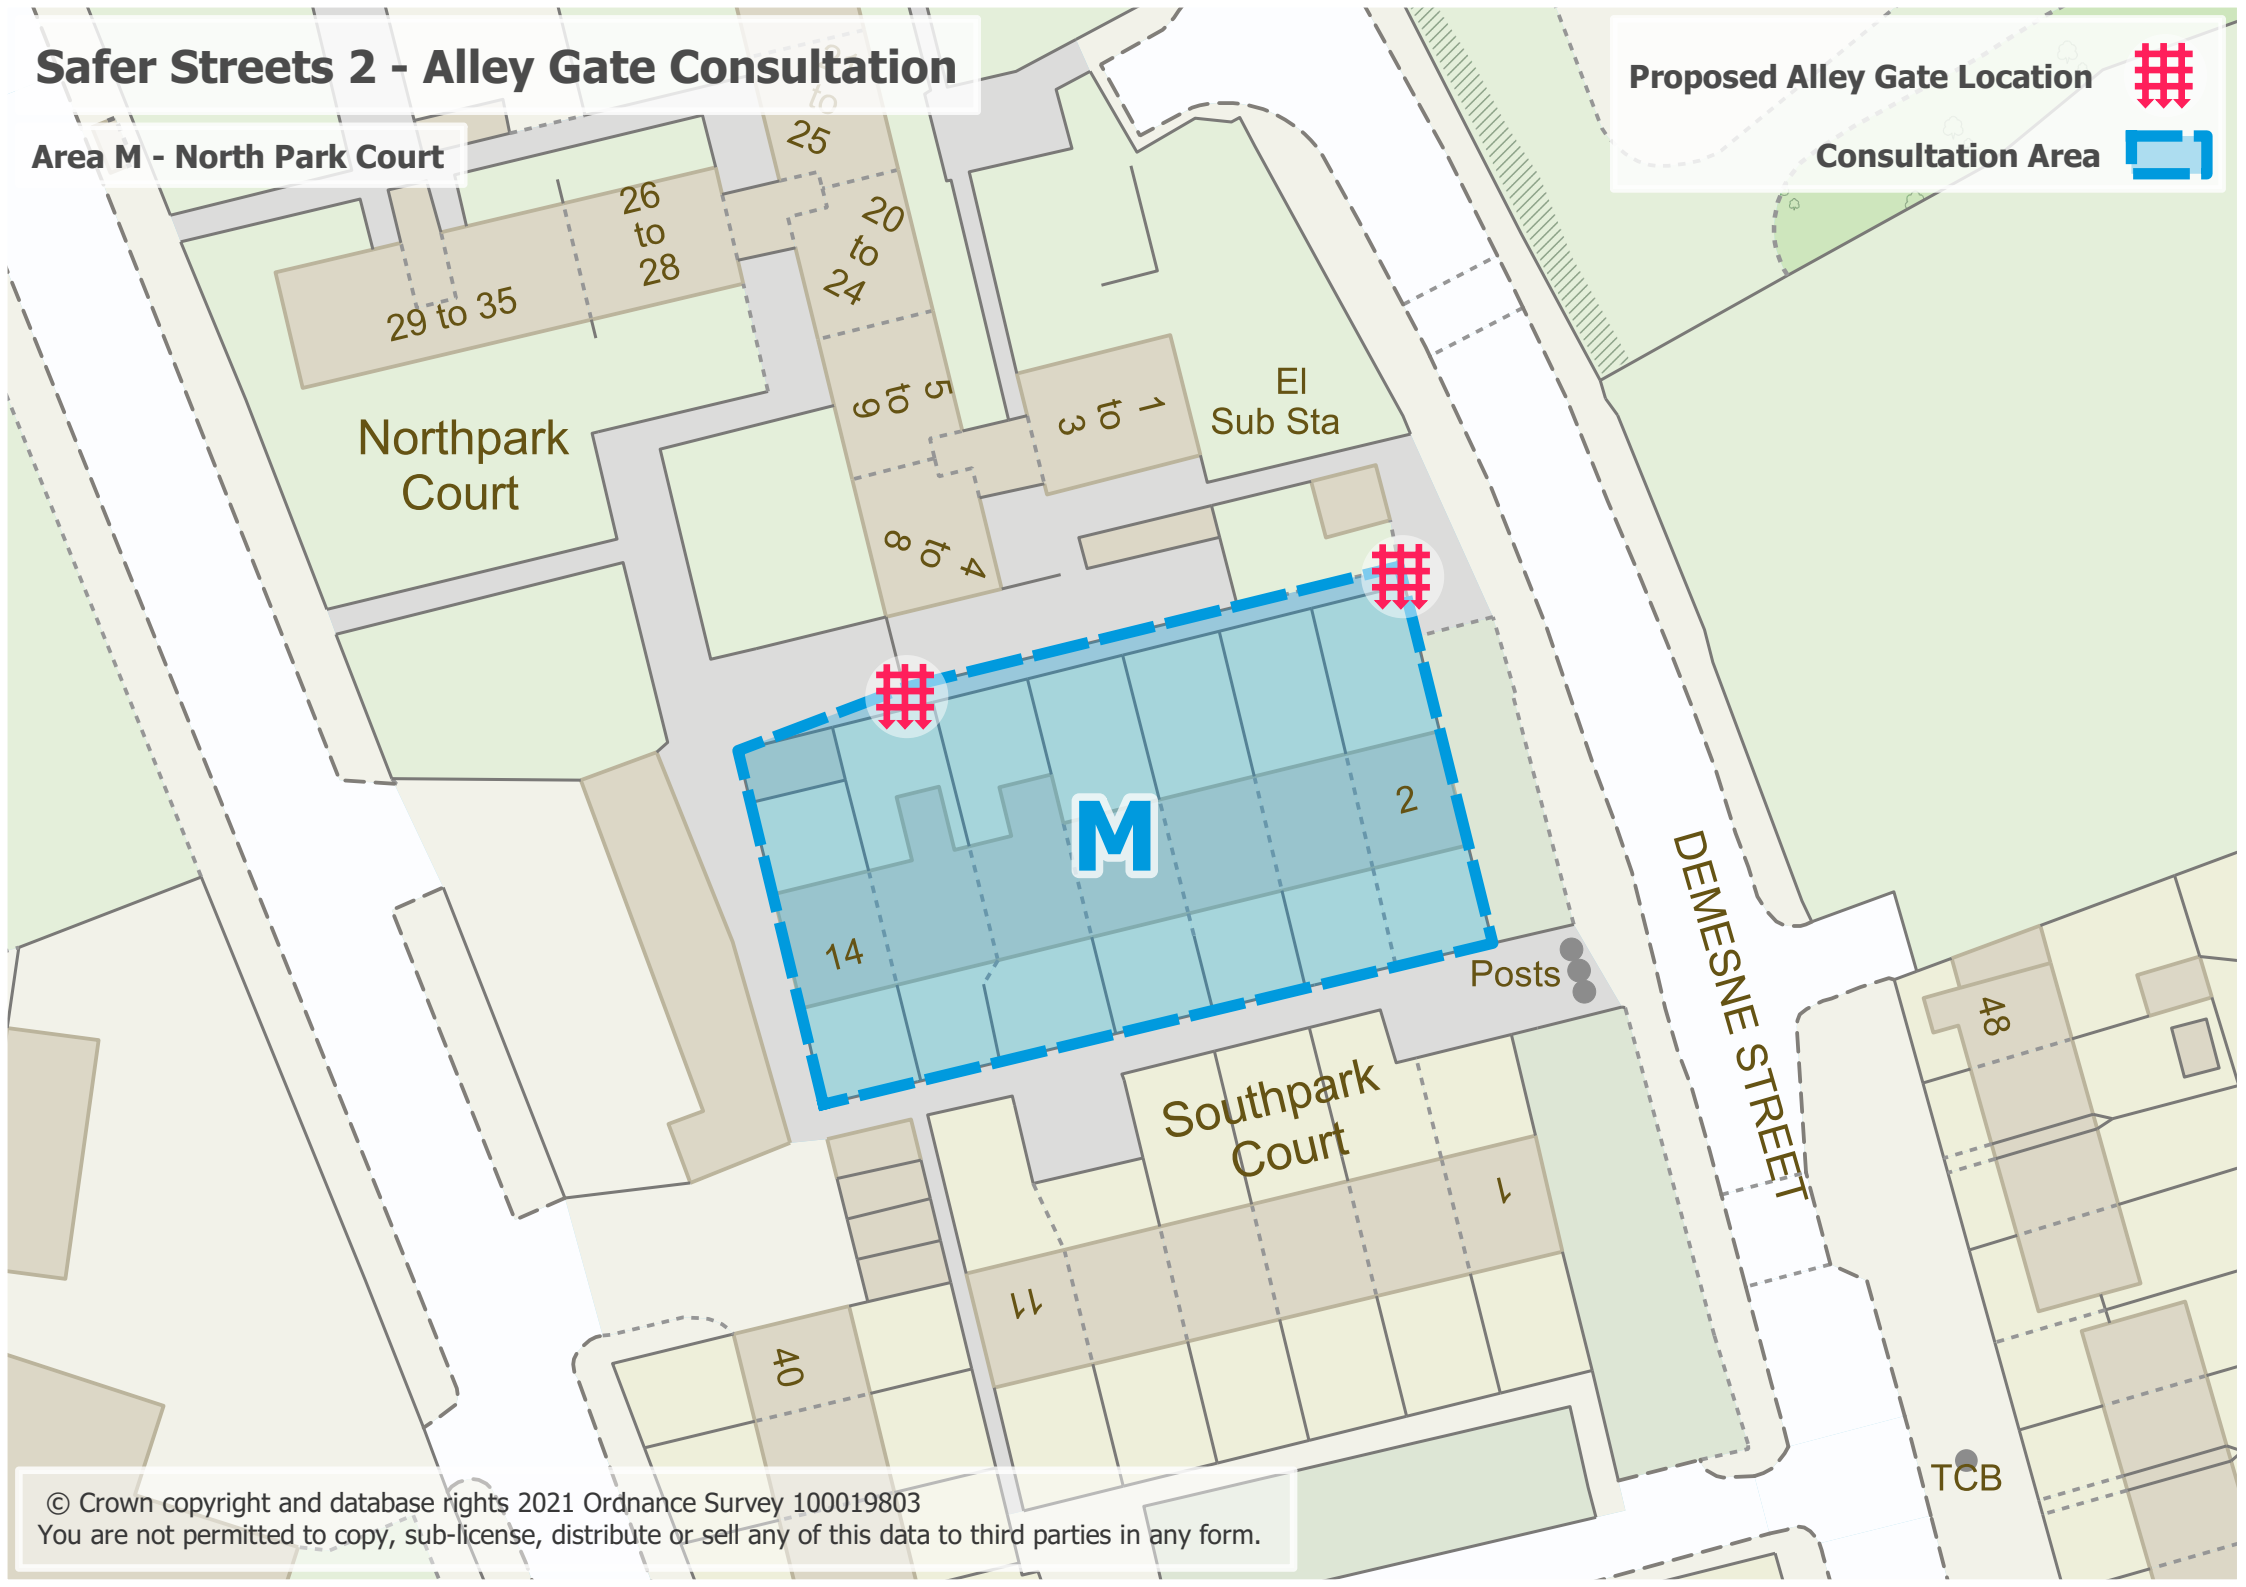 Safer Streets 2 - Alley Gate Consultation
Area M - North Park Court
Proposed Alley Gate Location
Consultation Area
to
25
26
to
28
20
to
24
29 to 35
5
to
9
1
to
3
El
Sub Sta
Northpark
Court
4
to
8
M
2
14
Posts
DEMESNE STREET
48
Southpark
Court
1
11
40
TCB
© Crown copyright and database rights 2021 Ordnance Survey 100019803
You are not permitted to copy, sub-license, distribute or sell any of this data to third parties in any form.